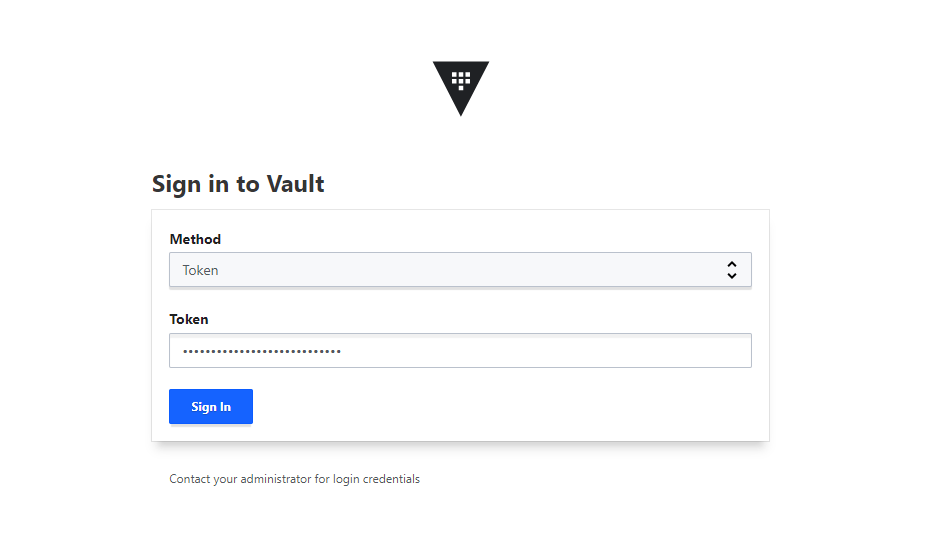 Sign in to Vault
Method
Token
Token
••••••••••••••••••••••••••••
Sign In
Contact your administrator for login credentials